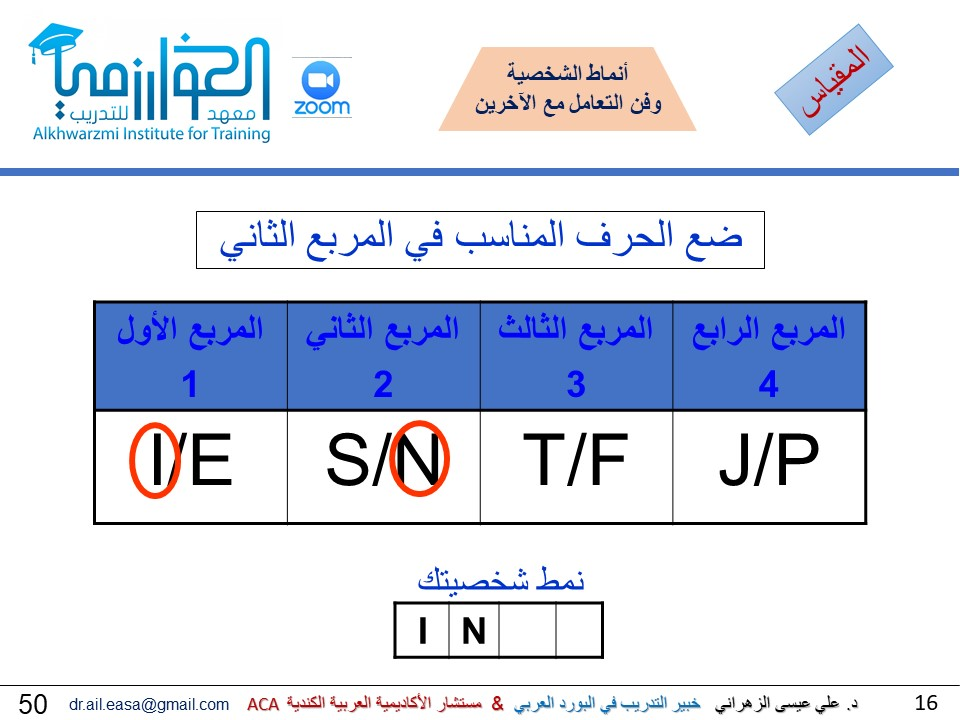 الخوارزمي
معهد للتدريب
Alkhwarzmi Institute for Training
zoom
أنماط الشخصية
وفن التعامل مع الآخرين
المقياس
ضع الحرف المناسب في المربع الثاني
المربع الأول المربع الثاني المربع الثالث المربع الرابع
1 2 3 4
I/E S/N T/F J/P
نمط شخصيتك
I N
50 dr.ail.easa@gmail.com د. علي عيسى الزهراني خبير التدريب في البورد العربي & مستشار الأكاديمية العربية الكندية ACA 16